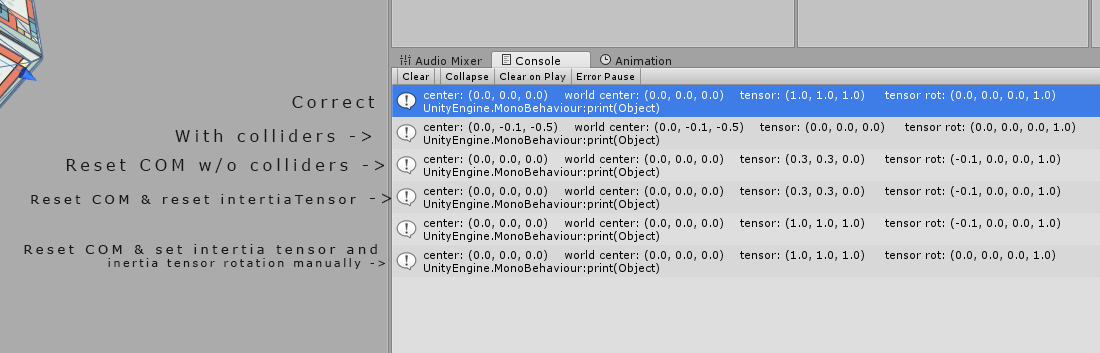 Audio Mixer Console Animation
Clear Collapse Clear on Play Error Pause
Correct
center: (0.0, 0.0, 0.0) world center: (0.0, 0.0, 0.0) tensor: (1.0, 1.0, 1.0) tensor rot: (0.0, 0.0, 0.0, 1.0)
UnityEngine.MonoBehaviour:print(Object)
With colliders ->
center: (0.0, -0.1, -0.5) world center: (0.0, -0.1, -0.5) tensor: (0.0, 0.0, 0.0) tensor rot: (0.0, 0.0, 0.0, 1.0)
UnityEngine.MonoBehaviour:print(Object)
Reset COM w/o colliders ->
center: (0.0, 0.0, 0.0) world center: (0.0, 0.0, 0.0) tensor: (0.3, 0.3, 0.0) tensor rot: (-0.1, 0.0, 0.0, 1.0)
UnityEngine.MonoBehaviour:print(Object)
Reset COM & reset intertiaTensor ->
center: (0.0, 0.0, 0.0) world center: (0.0, 0.0, 0.0) tensor: (0.3, 0.3, 0.0) tensor rot: (-0.1, 0.0, 0.0, 1.0)
UnityEngine.MonoBehaviour:print(Object)
center: (0.0, 0.0, 0.0) world center: (0.0, 0.0, 0.0) tensor: (1.0, 1.0, 1.0) tensor rot: (-0.1, 0.0, 0.0, 1.0)
UnityEngine.MonoBehaviour:print(Object)
Reset COM & set intertia tensor and
inertia tensor rotation manually ->
center: (0.0, 0.0, 0.0) world center: (0.0, 0.0, 0.0) tensor: (1.0, 1.0, 1.0) tensor rot: (0.0, 0.0, 0.0, 1.0)
UnityEngine.MonoBehaviour:print(Object)